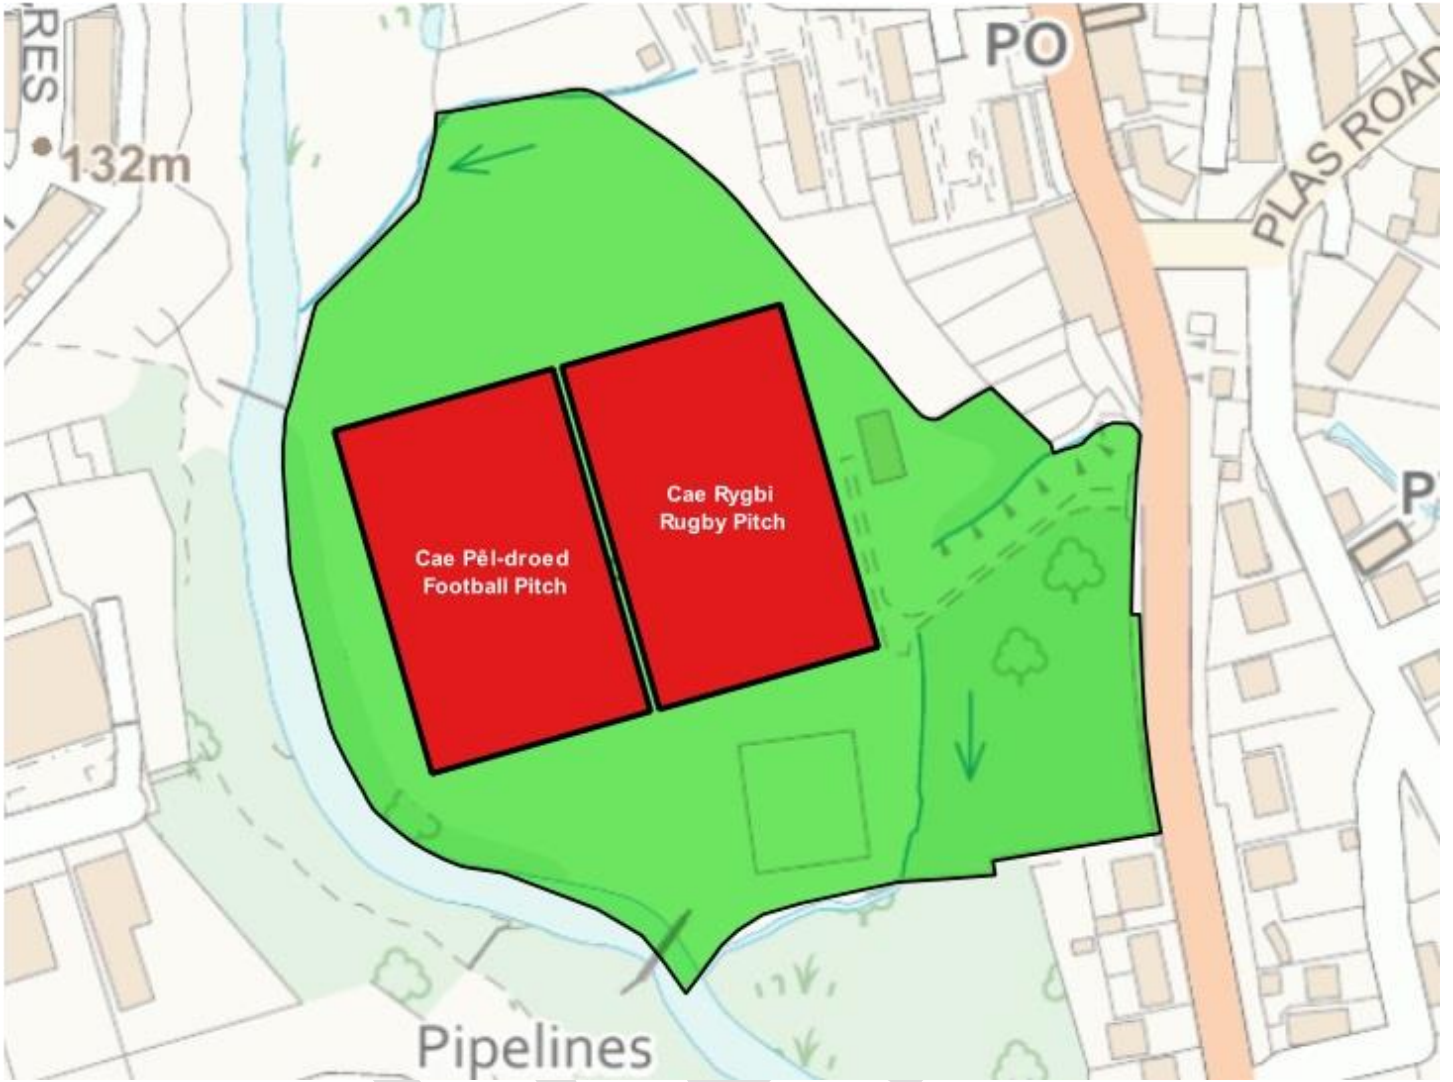 RES
PO
PLAS ROAD
132m
Cae Rygbi
Rugby Pitch
Cae Pêl-droed
Football Pitch
Pipelines